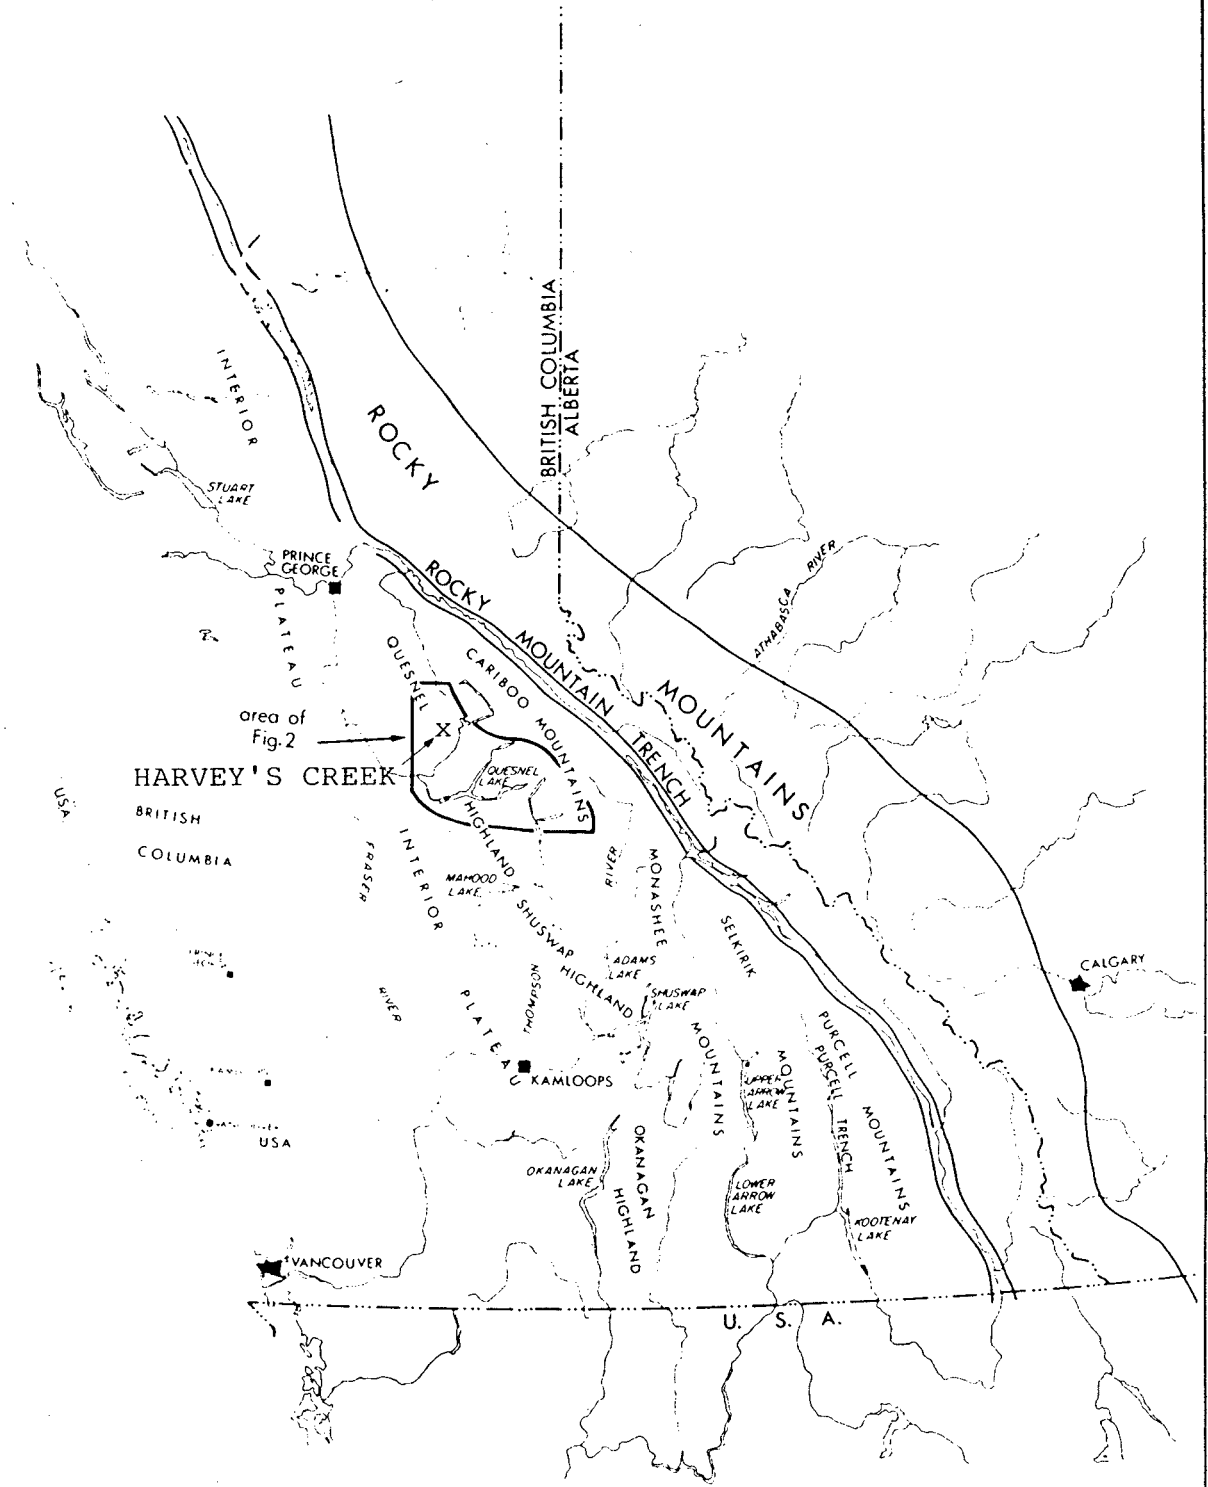 BRITISH COLUMBIA
ALBERTA
INTERIOR
ROCKY
STUART
LAKE
PRINCE
GEORGE
PLATEAU
ROCKY
MOUNTAIN
TRENCH
ATHABASCA RIVER
MOUNTAINS
QUESNEL
CARIBOO MOUNTAINS
area of
Fig.2
X
HARVEY'S CREEK
QUESNEL
LAKE
USA
BRITISH
COLUMBIA
HIGHLAND
FRASER
INTERIOR
MAHOOD
LAKE
RIVER
MONASHEE
SHUSWAP
HIGHLAND
ADAMS
LAKE
SELKIRIK
CALGARY
RIVER
PLATEAU
THOMPSON
SHUSWAP
LAKE
MOUNTAINS
KAMLOOPS
UPPER
ARROW
LAKE
MOUNTAINS
PURCELL
PURCELL
TRENCH
MOUNTAINS
USA
OKANAGAN
LAKE
OKANAGAN
HIGHLAND
LOWER
ARROW
LAKE
KOOTENAY
LAKE
VANCOUVER
U. S. A.